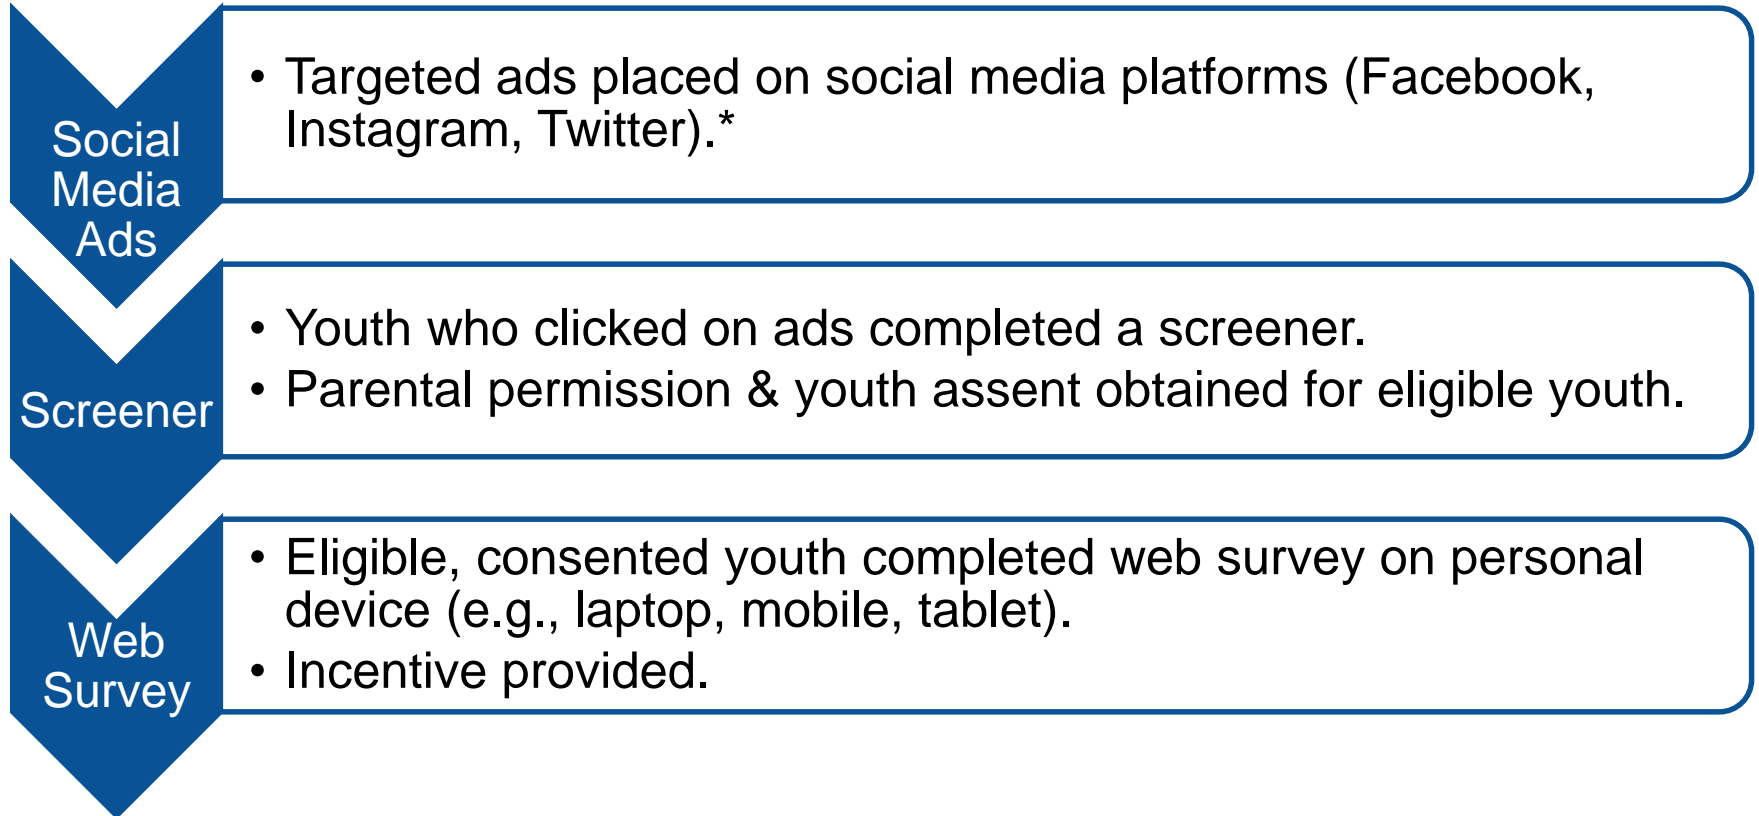 Social
Media
Ads
• Targeted ads placed on social media platforms (Facebook,
Instagram, Twitter).*
Screener
• Youth who clicked on ads completed a screener.
• Parental permission & youth assent obtained for eligible youth.
Web
Survey
• Eligible, consented youth completed web survey on personal
device (e.g., laptop, mobile, tablet).
• Incentive provided.